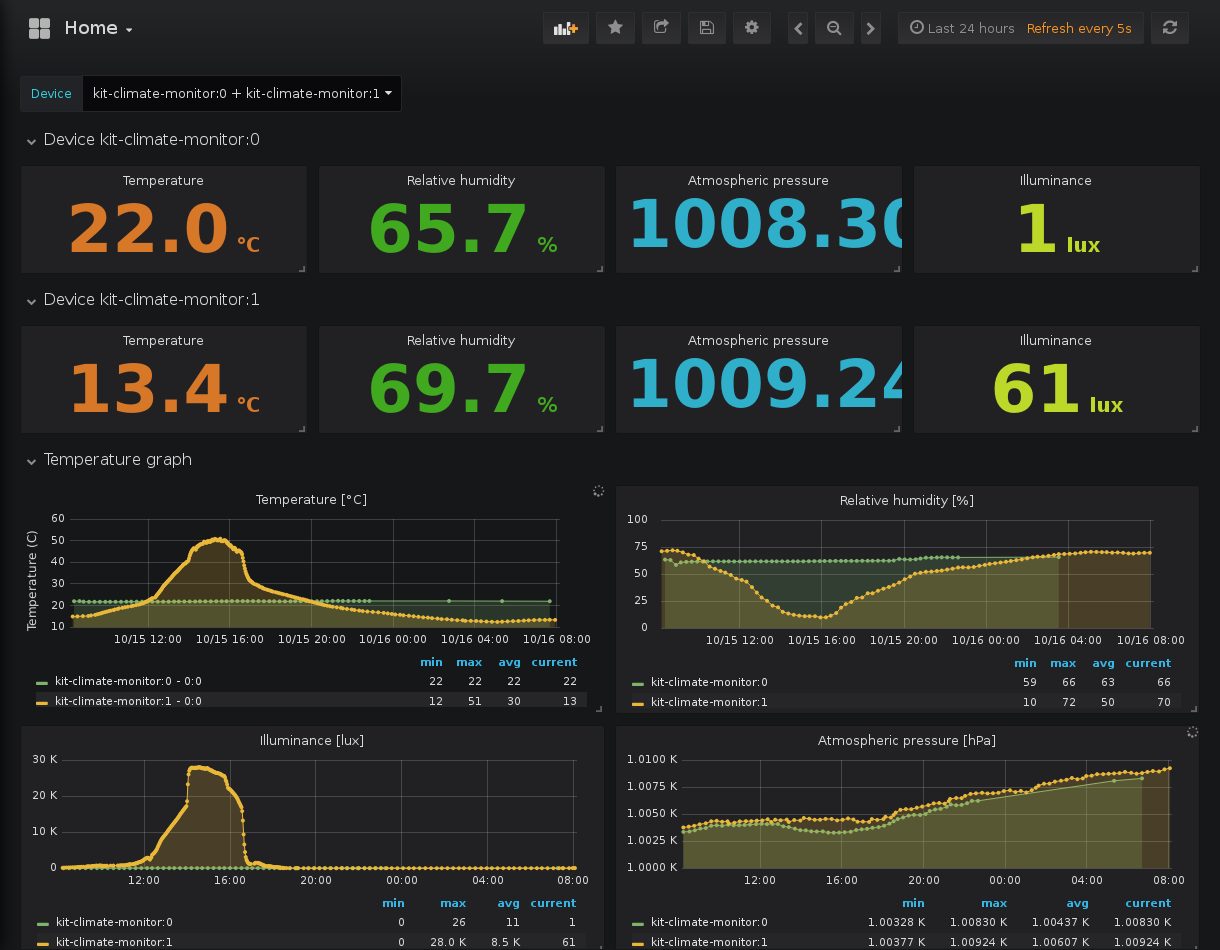 Home
Last 24 hours Refresh every 5s
Device kit-climate-monitor:0 + kit-climate-monitor:1
Device kit-climate-monitor:0
Temperature Relative humidity Atmospheric pressure Illuminance
22.0 °C 65.7 % 1008.30 1 lux
Device kit-climate-monitor:1
Temperature Relative humidity Atmospheric pressure Illuminance
13.4 °C 69.7 % 1009.24 61 lux
Temperature graph
Temperature [°C]
Temperature (C)
60
50
40
30
20
10
10/15 12:00 10/15 16:00 10/15 20:00 10/16 00:00 10/16 04:00 10/16 08:00
min max avg current
kit-climate-monitor:0 - 0:0 22 22 22 22
kit-climate-monitor:1 - 0:0 12 51 30 13
Relative humidity [%]
100
75
50
25
0
10/15 12:00 10/15 16:00 10/15 20:00 10/16 00:00 10/16 04:00 10/16 08:00
min max avg current
kit-climate-monitor:0 59 66 63 66
kit-climate-monitor:1 10 72 50 70
Illuminance [lux]
30 K
20 K
10 K
0
12:00 16:00 20:00 00:00 04:00 08:00
min max avg current
kit-climate-monitor:0 0 26 11 1
kit-climate-monitor:1 0 28.0 K 8.5 K 61
Atmospheric pressure [hPa]
1.0100 K
1.0075 K
1.0050 K
1.0025 K
1.0000 K
12:00 16:00 20:00 00:00 04:00 08:00
min max avg current
kit-climate-monitor:0 1.00328 K 1.00830 K 1.00437 K 1.00830 K
kit-climate-monitor:1 1.00377 K 1.00924 K 1.00607 K 1.00924 K